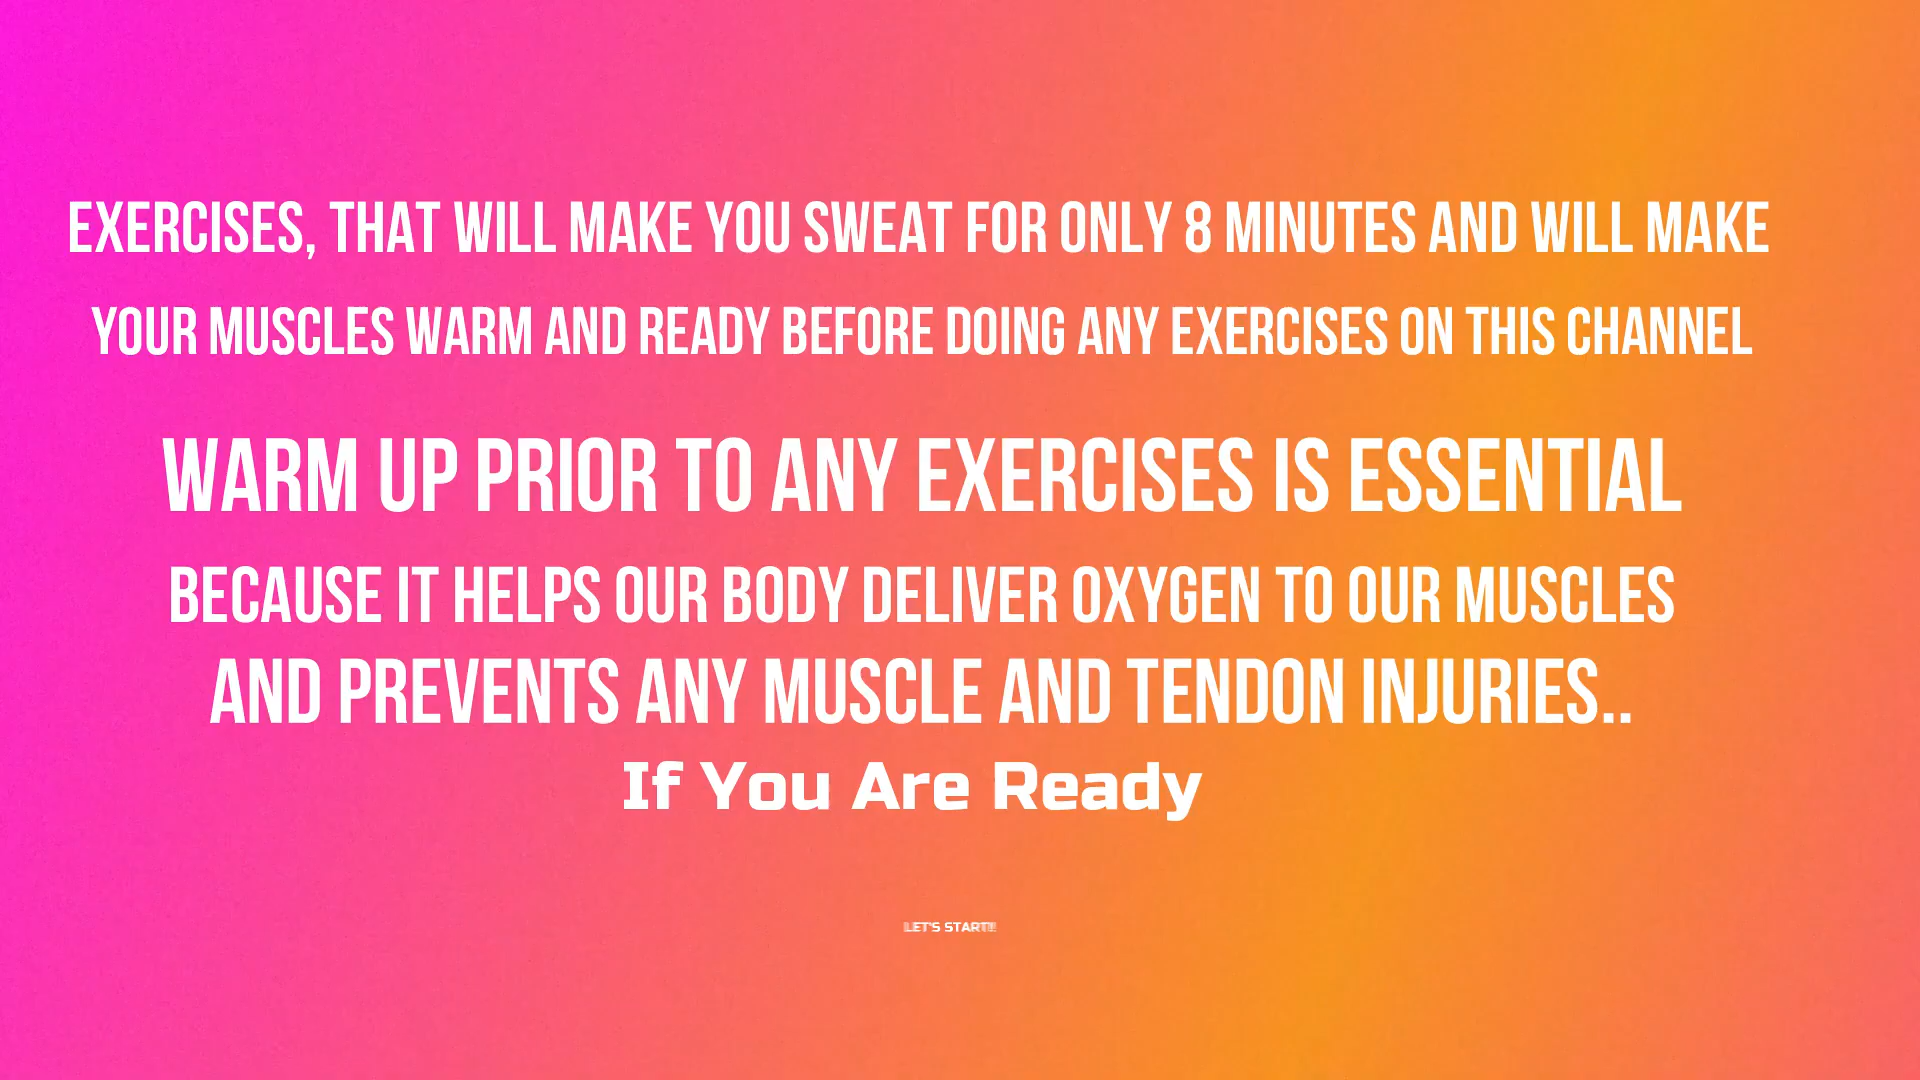 EXERCISES, THAT WILL MAKE YOU SWEAT FOR ONLY 8 MINUTES AND WILL MAKE
YOUR MUSCLES WARM AND READY BEFORE DOING ANY EXERCISES ON THIS CHANNEL
WARM UP PRIOR TO ANY EXERCISES IS ESSENTIAL
BECAUSE IT HELPS OUR BODY DELIVER OXYGEN TO OUR MUSCLES
AND PREVENTS ANY MUSCLE AND TENDON INJURIES..
If You Are Ready
LET'S START!!